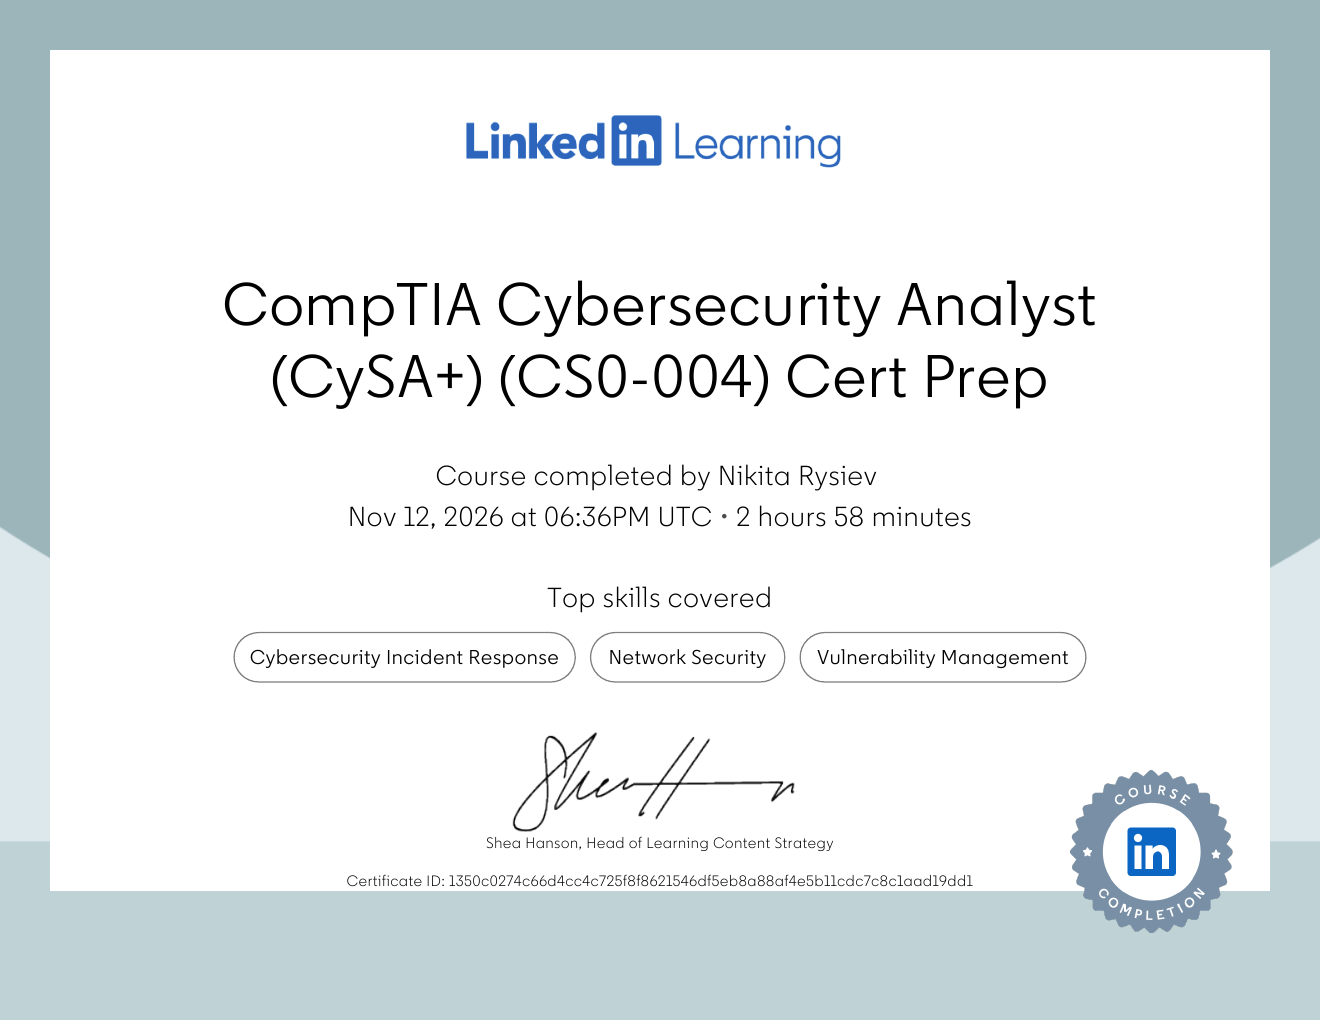 Linked in Learning
CompTIA Cybersecurity Analyst
(CySA+) (CS0-004) Cert Prep
Course completed by Nikita Rysiev
Nov 12, 2026 at 06:36PM UTC • 2 hours 58 minutes
Top skills covered
Cybersecurity Incident Response Network Security Vulnerability Management
Shea Hanson, Head of Learning Content Strategy
Certificate ID: 1350c0274c66d4cc4c725f8f8621546df5eb8a88af4e5b11cdc7c8c1aad19dd1
COURSE
in
COMPLETION